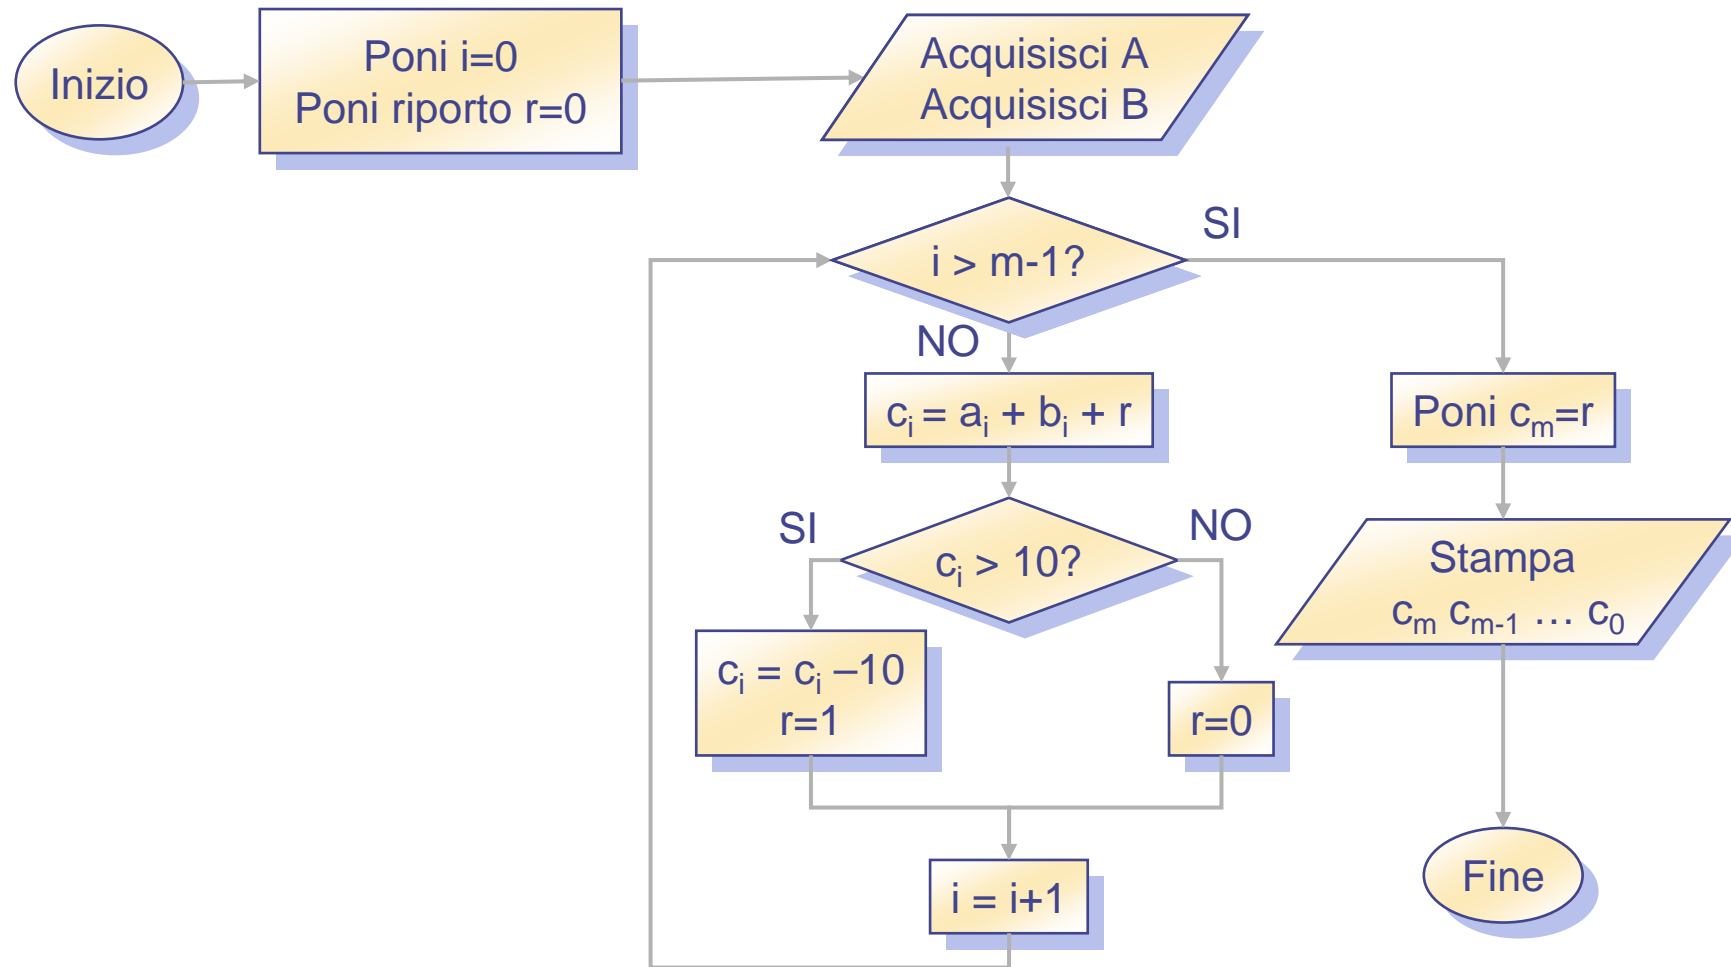 Inizio
Poni i=0
Poni riporto r=0
Acquisisci A
Acquisisci B
i > m-1?
SI
NO
cᵢ = aᵢ + bᵢ + r
Poni cₘ=r
cᵢ > 10?
SI
NO
Stampa
cₘ cₘ₋₁ … c₀
cᵢ = cᵢ –10
r=1
r=0
i = i+1
Fine